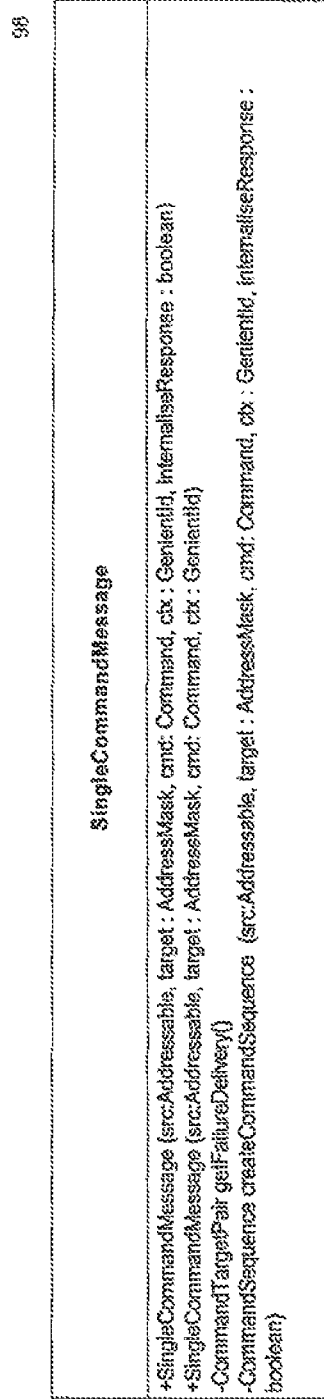 98
SingleCommandMessage
+SingleCommandMessage (src:Addressable, target : AddressMask, cmd: Command, ctx : GenientId, internaliseResponse : boolean)
+SingleCommandMessage (src:Addressable, target : AddressMask, cmd: Command, ctx : GenientId)
-CommandTargetPair getFailureDelivery()
-CommandSequence createCommandSequence (src:Addressable, target : AddressMask, cmd: Command, ctx : GenientId, internaliseResponse :
boolean)